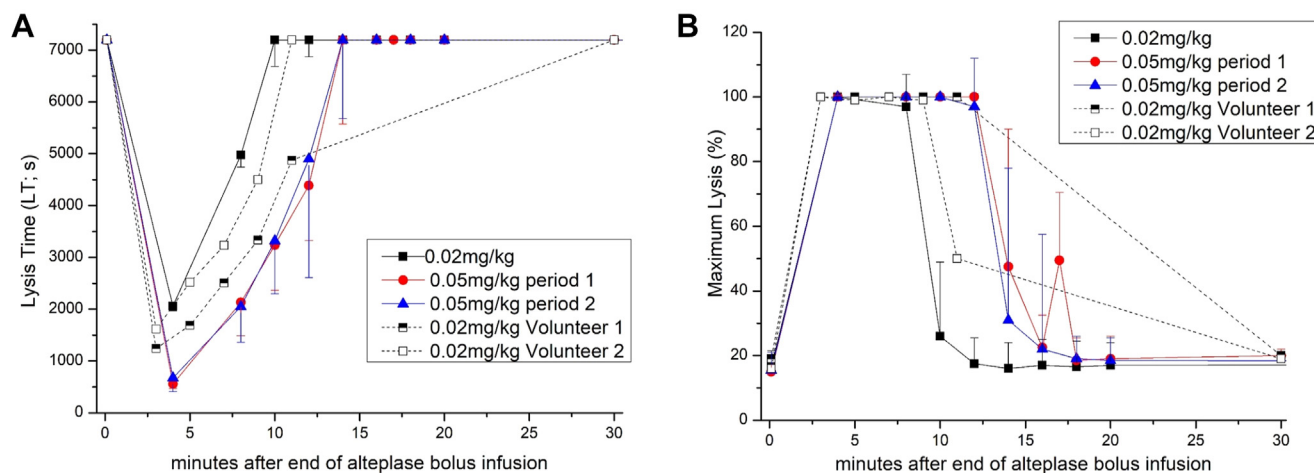 A
Lysis Time (LT; s)
7000
6000
5000
4000
3000
2000
1000
0
0 5 10 15 20 25 30
minutes after end of alteplase bolus infusion
0.02mg/kg
0.05mg/kg period 1
0.05mg/kg period 2
0.02mg/kg Volunteer 1
0.02mg/kg Volunteer 2
B
Maximum Lysis (%)
120
100
80
60
40
20
0
0 5 10 15 20 25 30
minutes after end of alteplase bolus infusion
0.02mg/kg
0.05mg/kg period 1
0.05mg/kg period 2
0.02mg/kg Volunteer 1
0.02mg/kg Volunteer 2